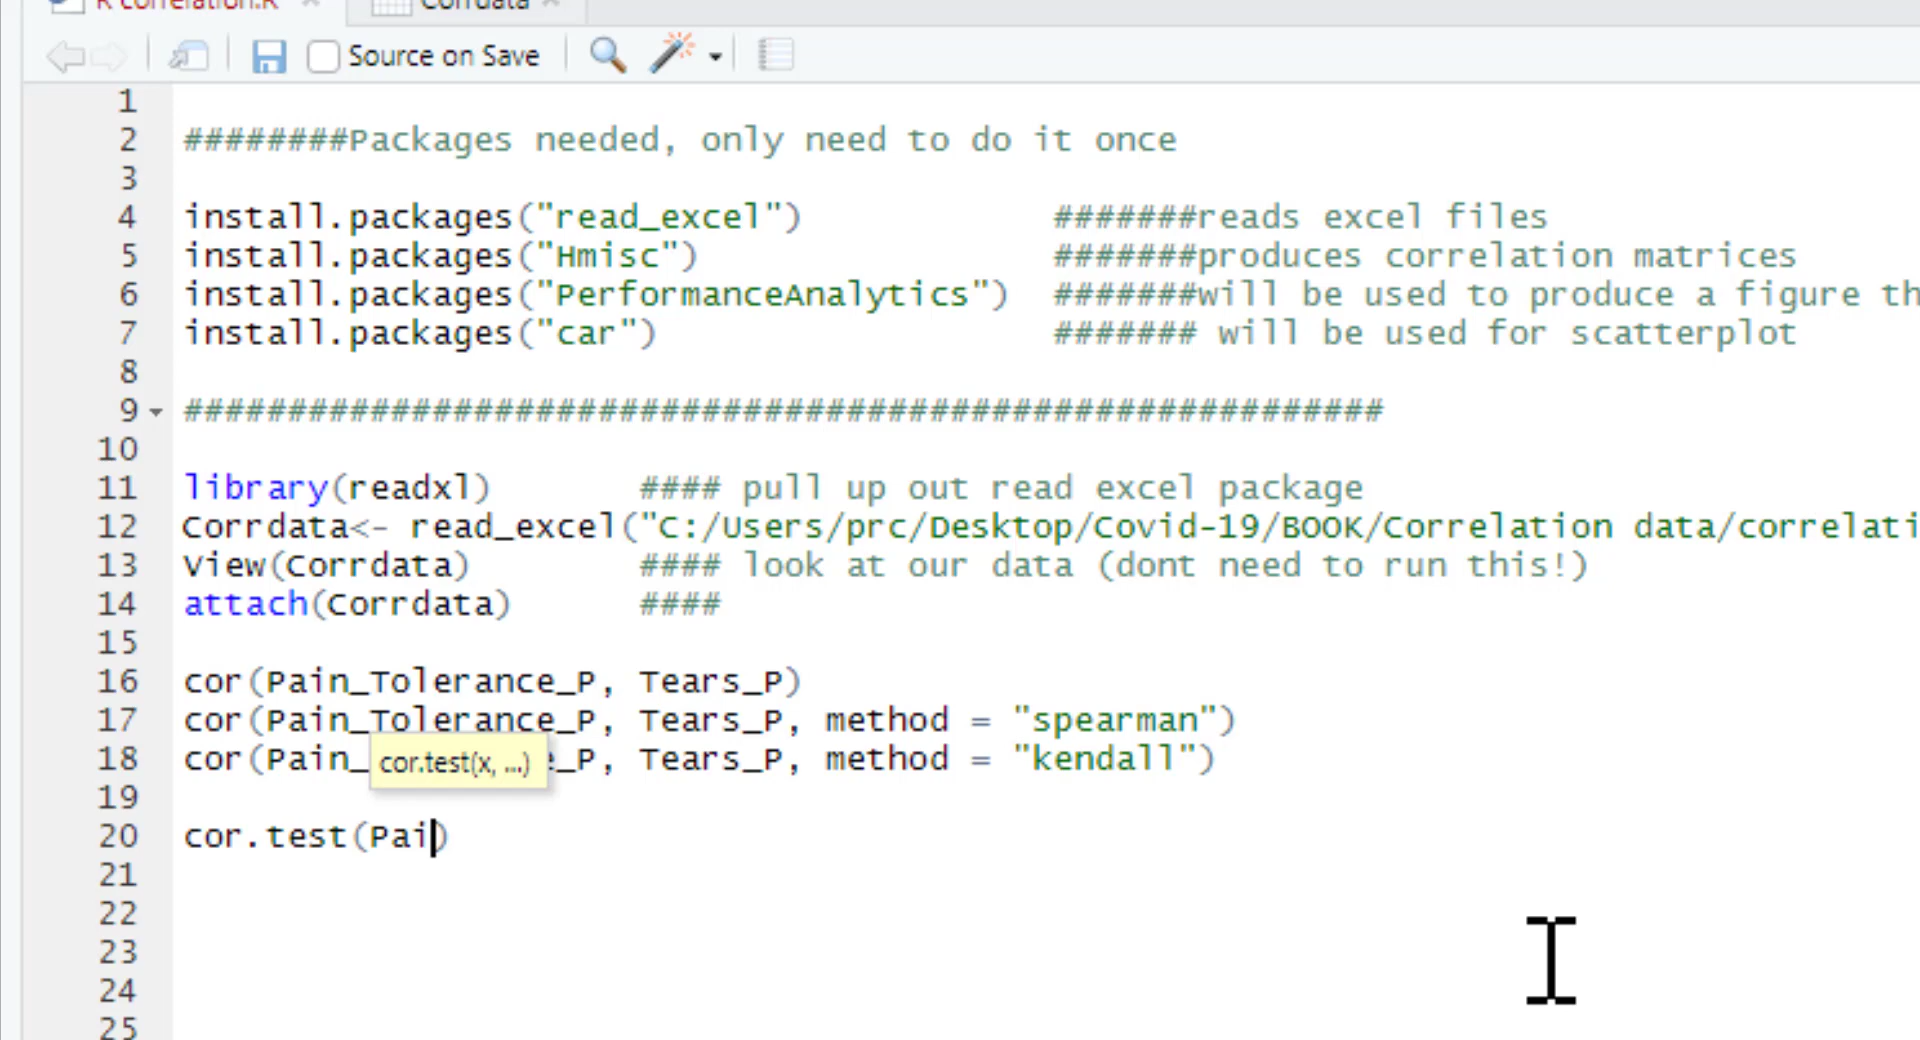 R correlation.R × Corrdata ×
Source on Save
1
2 ########Packages needed, only need to do it once
3
4 install.packages("read_excel") #######reads excel files
5 install.packages("Hmisc") #######produces correlation matrices
6 install.packages("PerformanceAnalytics") #######will be used to produce a figure th
7 install.packages("car") ####### will be used for scatterplot
8
9 ##########################################################
10
11 library(readxl) #### pull up out read excel package
12 Corrdata<- read_excel("C:/Users/prc/Desktop/Covid-19/BOOK/Correlation data/correlati
13 View(Corrdata) #### look at our data (dont need to run this!)
14 attach(Corrdata) ####
15
16 cor(Pain_Tolerance_P, Tears_P)
17 cor(Pain_Tolerance_P, Tears_P, method = "spearman")
18 cor(Pain_ e_P, Tears_P, method = "kendall")
cor.test(x, ...)
19
20 cor.test(Pai)
21
22
23
24
25